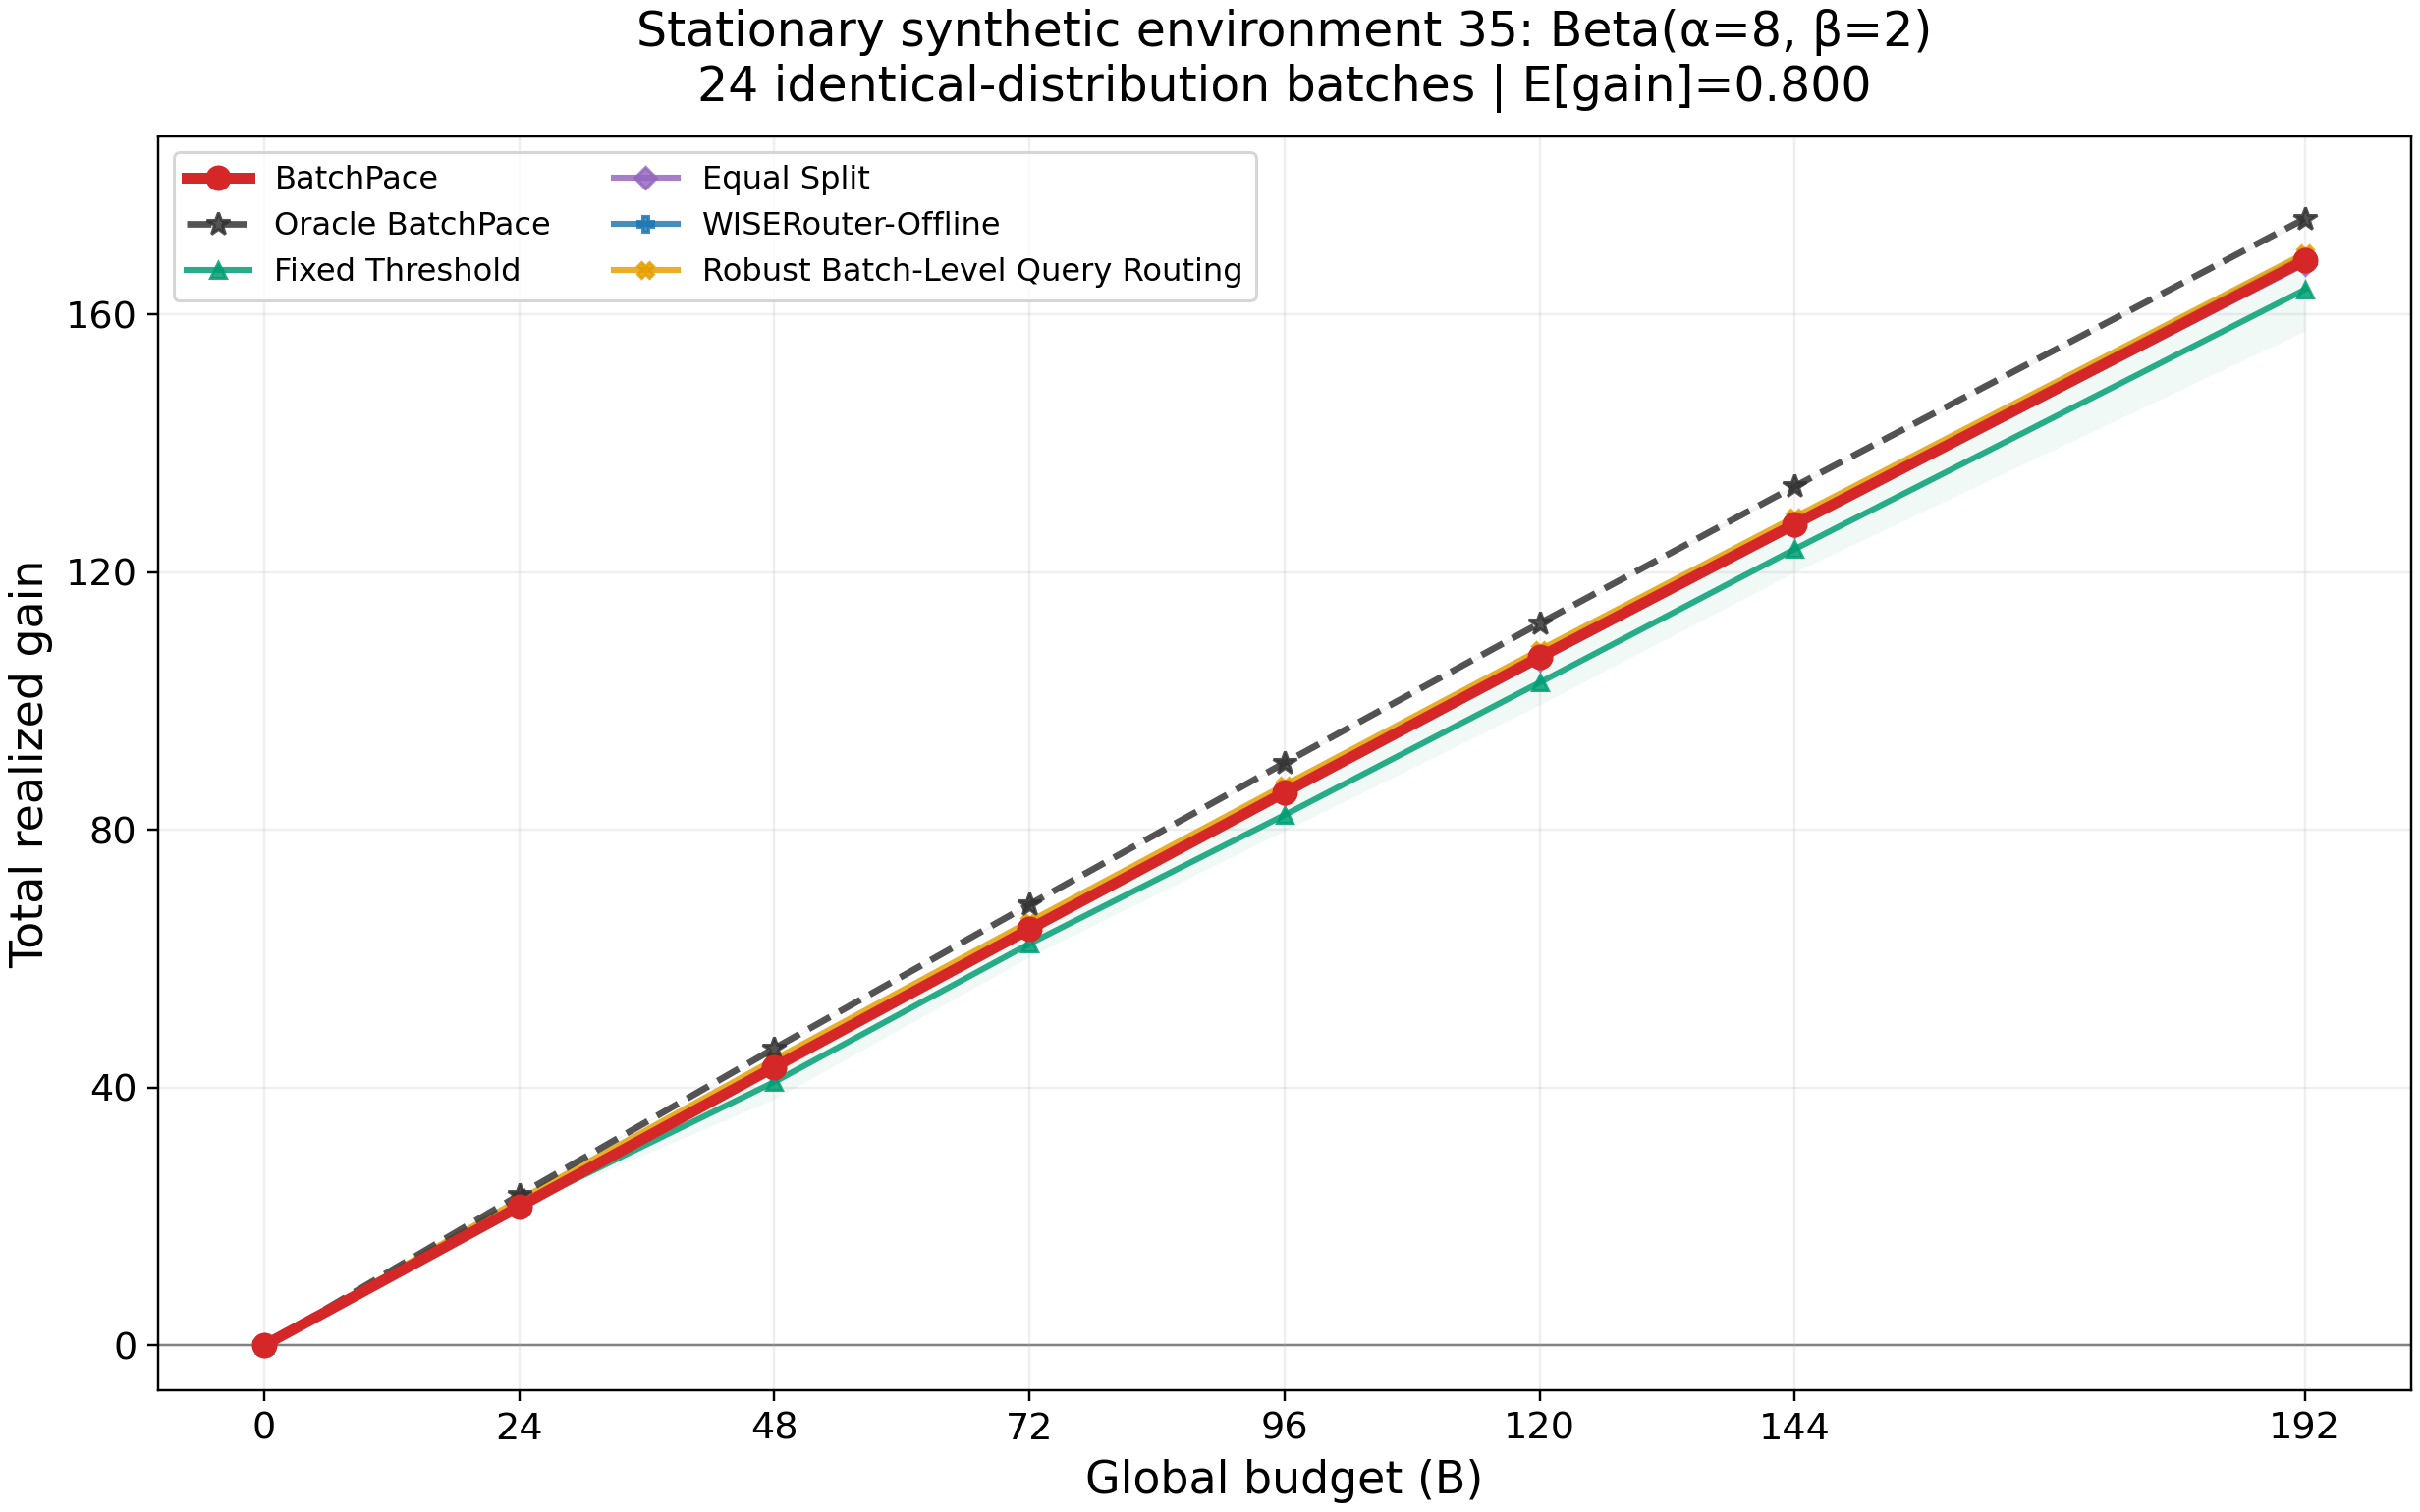 Stationary synthetic environment 35: Beta(α=8, β=2)
24 identical-distribution batches | E[gain]=0.800
BatchPace
Oracle BatchPace
Fixed Threshold
Equal Split
WISERouter-Offline
Robust Batch-Level Query Routing
Total realized gain
160
120
80
40
0
0 24 48 72 96 120 144 192
Global budget (B)